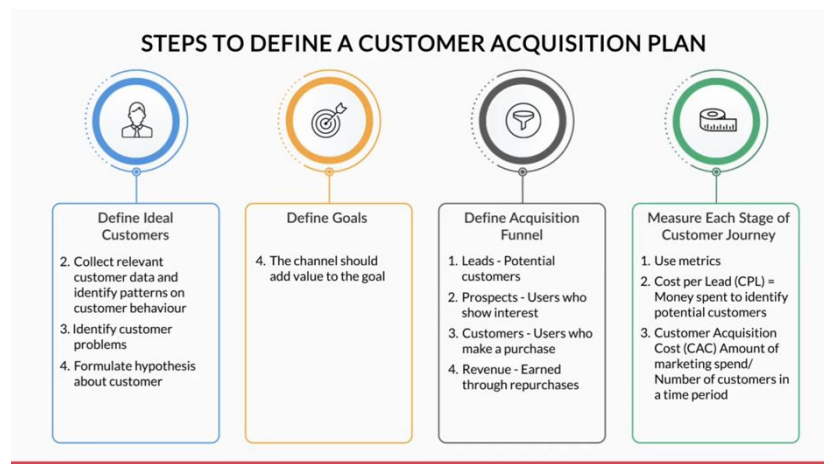 STEPS TO DEFINE A CUSTOMER ACQUISITION PLAN
Define Ideal
Customers
2. Collect relevant
customer data and
identify patterns on
customer behaviour
3. Identify customer
problems
4. Formulate hypothesis
about customer
Define Goals
4. The channel should
add value to the goal
Define Acquisition
Funnel
1. Leads - Potential
customers
2. Prospects - Users who
show interest
3. Customers - Users who
make a purchase
4. Revenue - Earned
through repurchases
Measure Each Stage of
Customer Journey
1. Use metrics
2. Cost per Lead (CPL) =
Money spent to identify
potential customers
3. Customer Acquisition
Cost (CAC) Amount of
marketing spend/
Number of customers in
a time period